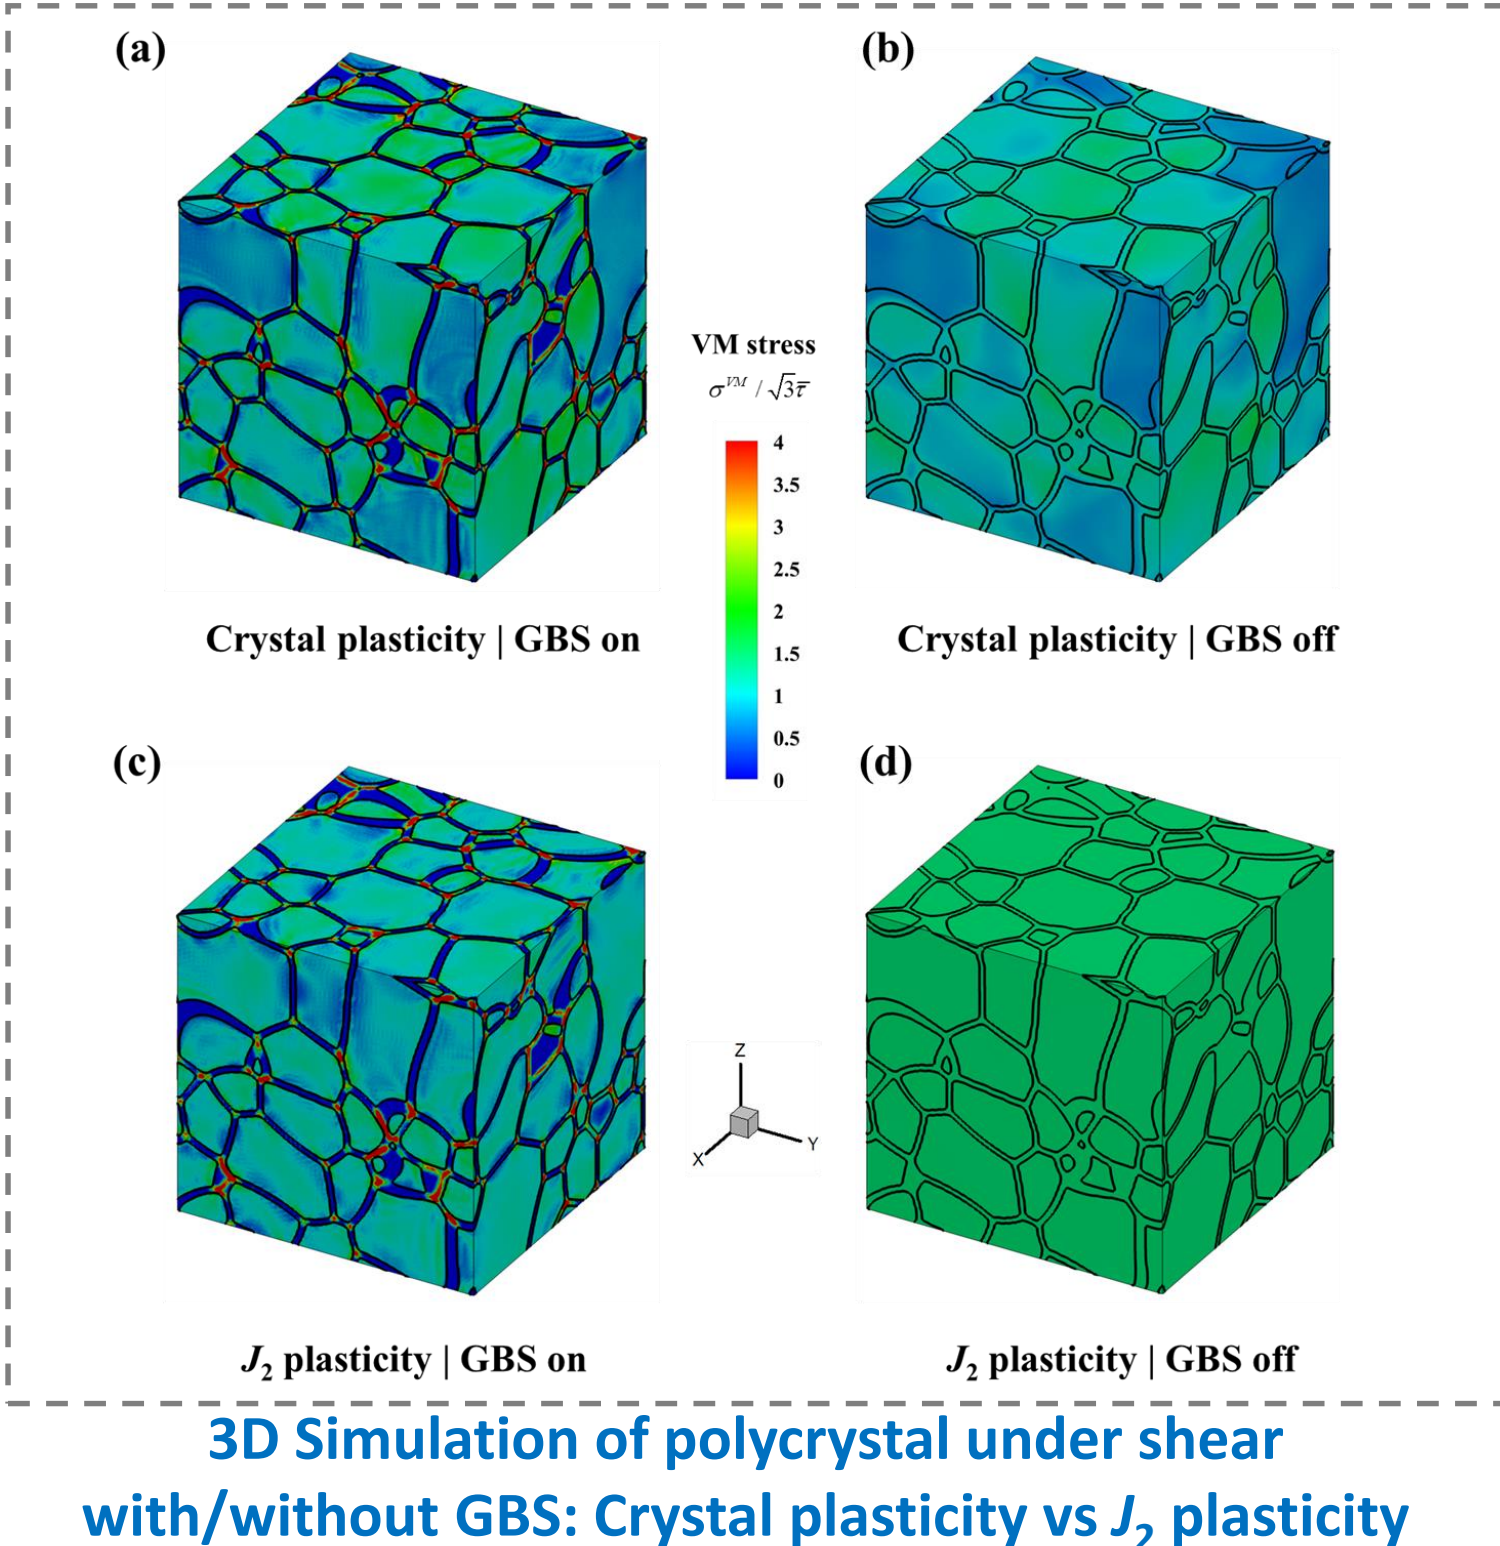 (a)
(b)
VM stress
σ^VM / √3 τ̄
4
3.5
3
2.5
2
1.5
1
0.5
0
Crystal plasticity | GBS on
Crystal plasticity | GBS off
(c)
(d)
Z
X
Y
J₂ plasticity | GBS on
J₂ plasticity | GBS off
3D Simulation of polycrystal under shear
with/without GBS: Crystal plasticity vs J₂ plasticity